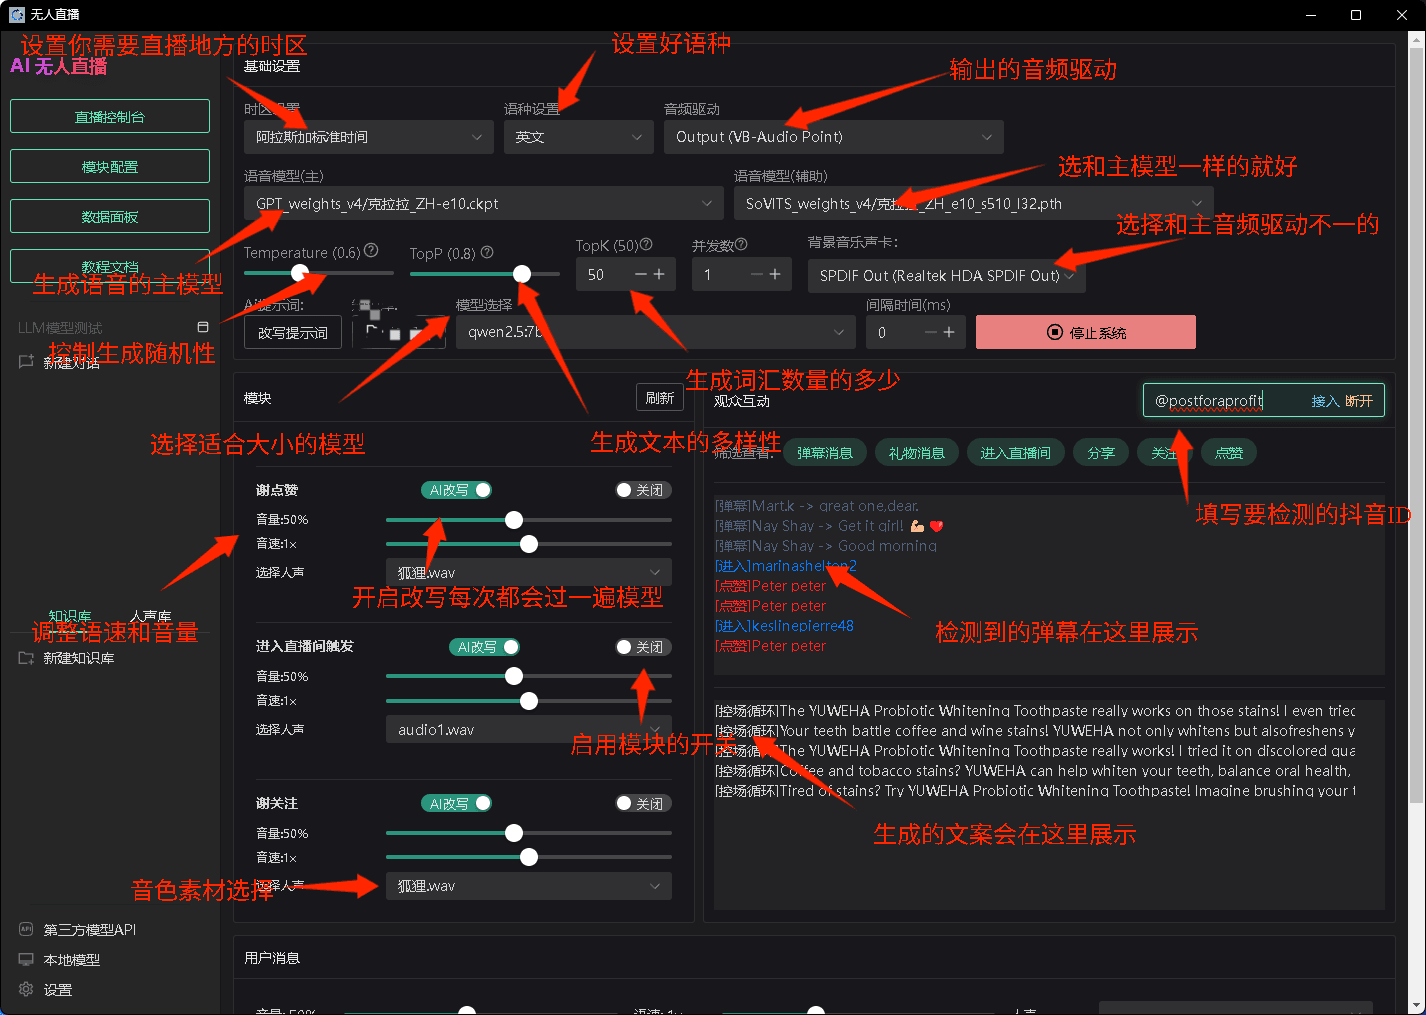 无人直播
设置你需要直播地方的时区
设置好语种
AI 无人直播
基础设置
输出的音频驱动
直播控制台
时区设置
语种设置
音频驱动
阿拉斯加标准时间
英文
Output (VB-Audio Point)
模块配置
选和主模型一样的就好
语音模型(主)
语音模型(辅助)
GPT_weights_v4/克拉拉_ZH-e10.ckpt
SoVITS_weights_v4/克拉拉_ZH_e10_s510_l32.pth
数据面板
选择和主音频驱动不一的
Temperature (0.6)
TopP (0.8)
TopK (50)
并发数
背景音乐声卡:
教程文档
50
1
SPDIF Out (Realtek HDA SPDIF Out)
生成语音的主模型
AI提示词:
模型选择
间隔时间(ms)
LLM模型测试
改写提示词
qwen2.5:7b
0
停止系统
控制生成随机性
新建对话
生成词汇数量的多少
模块
刷新
观众互动
@postforaprofit
接入 断开
选择适合大小的模型
生成文本的多样性
筛选查看:
弹幕消息
礼物消息
进入直播间
分享
关注
点赞
谢点赞
AI改写
关闭
音量:50%
音速:1x
选择人声
狐狸.wav
[弹幕]Mart.k -> great one,dear.
[弹幕]Nay Shay -> Get it girl! 💪🏼 ❤️
[弹幕]Nay Shay -> Good morning
[进入]marinashelton2
[点赞]Peter peter
[点赞]Peter peter
[进入]keslinepierre48
[点赞]Peter peter
填写要检测的抖音ID
开启改写每次都会过一遍模型
知识库
人声库
调整语速和音量
检测到的弹幕在这里展示
新建知识库
进入直播间触发
AI改写
关闭
音量:50%
音速:1x
选择人声
audio1.wav
启用模块的开关
[控场循环]The YUWEHA Probiotic Whitening Toothpaste really works on those stains! I even tried
[控场循环]Your teeth battle coffee and wine stains! YUWEHA not only whitens but alsofreshens y
[控场循环]The YUWEHA Probiotic Whitening Toothpaste really works! I tried it on discolored qua
[控场循环]Coffee and tobacco stains? YUWEHA can help whiten your teeth, balance oral health,
[控场循环]Tired of stains? Try YUWEHA Probiotic Whitening Toothpaste! Imagine brushing your t
生成的文案会在这里展示
谢关注
AI改写
关闭
音量:50%
音速:1x
选择人声
狐狸.wav
音色素材选择
API
第三方模型API
本地模型
设置
用户消息
音量: 50%
语速: 1x
人声